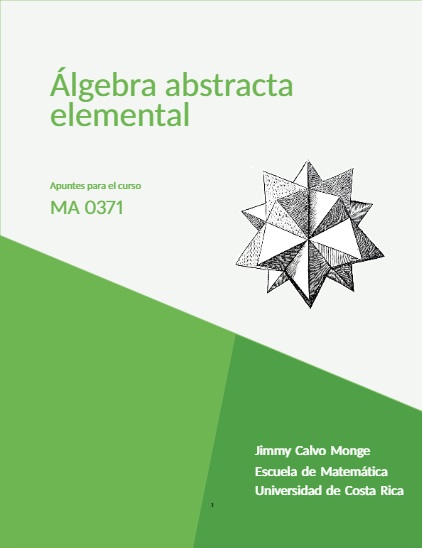 Álgebra abstracta
elemental
Apuntes para el curso
MA 0371
Jimmy Calvo Monge
Escuela de Matemática
Universidad de Costa Rica
1